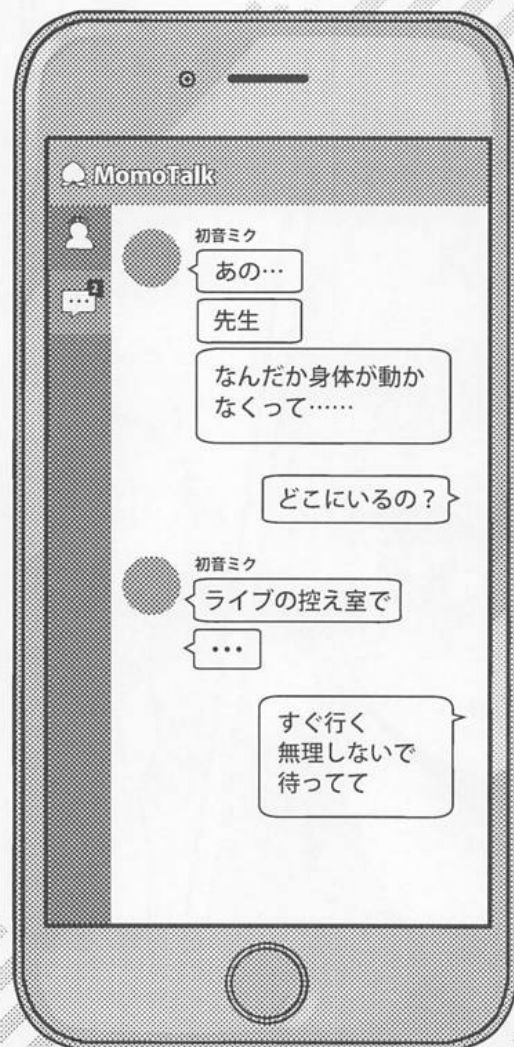 MomoTalk
2
初音ミク
あの…
先生
なんだか身体が動か
なくって……
どこにいるの？
初音ミク
ライブの控え室で
…
すぐ行く
無理しないで
待ってて